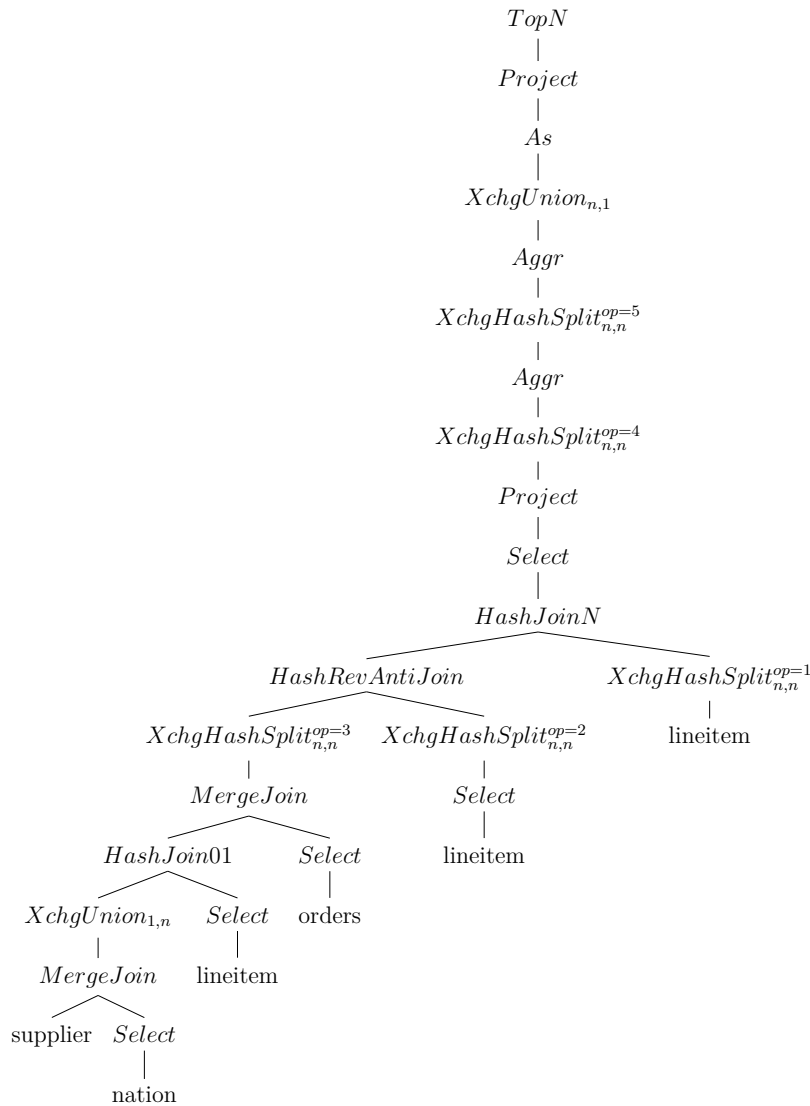 TopN
Project
As
XchgUnion_{n,1}
Aggr
XchgHashSplit^{op=5}_{n,n}
Aggr
XchgHashSplit^{op=4}_{n,n}
Project
Select
HashJoinN
HashRevAntiJoin XchgHashSplit^{op=1}_{n,n}
XchgHashSplit^{op=3}_{n,n} XchgHashSplit^{op=2}_{n,n} lineitem
MergeJoin Select
HashJoin01 Select lineitem
XchgUnion_{1,n} Select orders
MergeJoin lineitem
supplier Select
nation